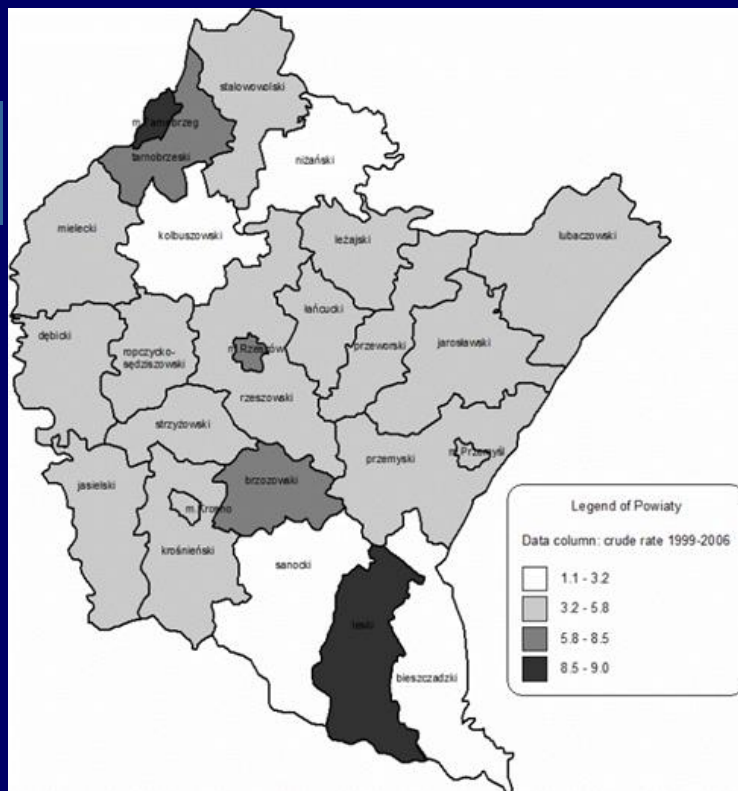 stalowowolski
m. Tarnobrzeg
tarnobrzeski
niżański
mielecki
kolbuszowski
leżajski
lubaczowski
łańcucki
dębicki
ropczycko-
sędziszowski
m. Rzeszów
przeworski
jarosławski
rzeszowski
strzyżowski
przemyski
m. Przemyśl
jasielski
brzozowski
m. Krosno
krośnieński
sanocki
leski
bieszczadzki
Legend of Powiaty
Data column: crude rate 1999-2006
1.1 - 3.2
3.2 - 5.8
5.8 - 8.5
8.5 - 9.0